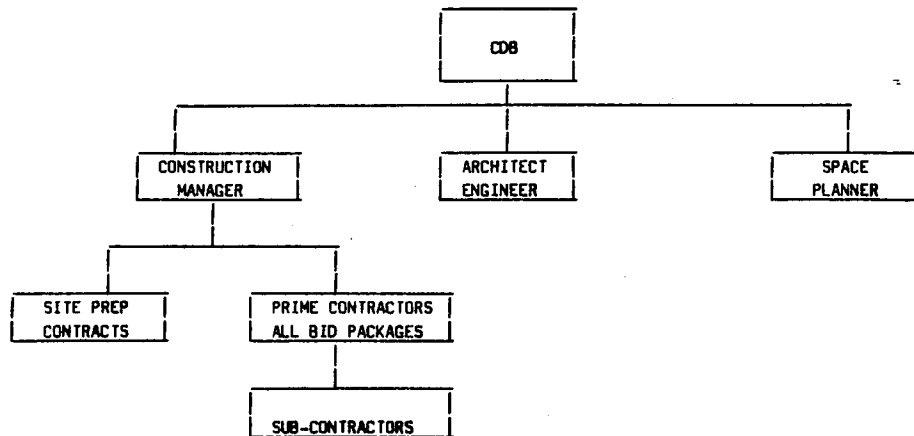 CDB
CONSTRUCTION
MANAGER
ARCHITECT
ENGINEER
SPACE
PLANNER
SITE PREP
CONTRACTS
PRIME CONTRACTORS
ALL BID PACKAGES
SUB-CONTRACTORS